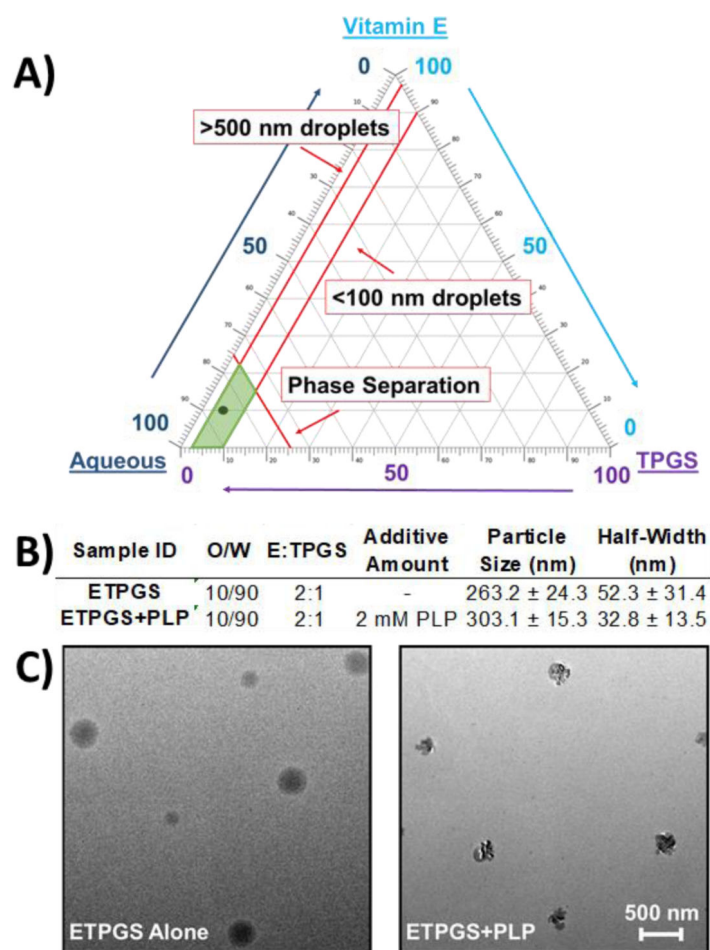 A)
Vitamin E
0 100
>500 nm droplets
50 50
<100 nm droplets
Phase Separation
100 0
Aqueous TPGS
0 50 100
B)
Sample ID O/W E:TPGS Additive Amount Particle Size (nm) Half-Width (nm)
ETPGS 10/90 2:1 - 263.2 ± 24.3 52.3 ± 31.4
ETPGS+PLP 10/90 2:1 2 mM PLP 303.1 ± 15.3 32.8 ± 13.5
C)
ETPGS Alone
ETPGS+PLP
500 nm